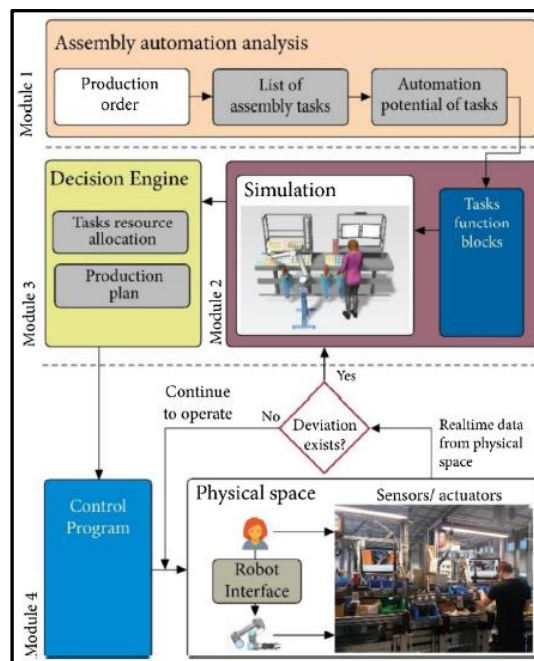 Module 1
Assembly automation analysis
Production
order
List of
assembly tasks
Automation
potential of tasks
Module 3
Decision Engine
Tasks resource
allocation
Production
plan
Module 2
Simulation
Tasks
function
blocks
Yes
Continue
to operate
No
Deviation
exists?
Realtime data
from physical
space
Module 4
Control
Program
Physical space
Sensors/ actuators
Robot
Interface